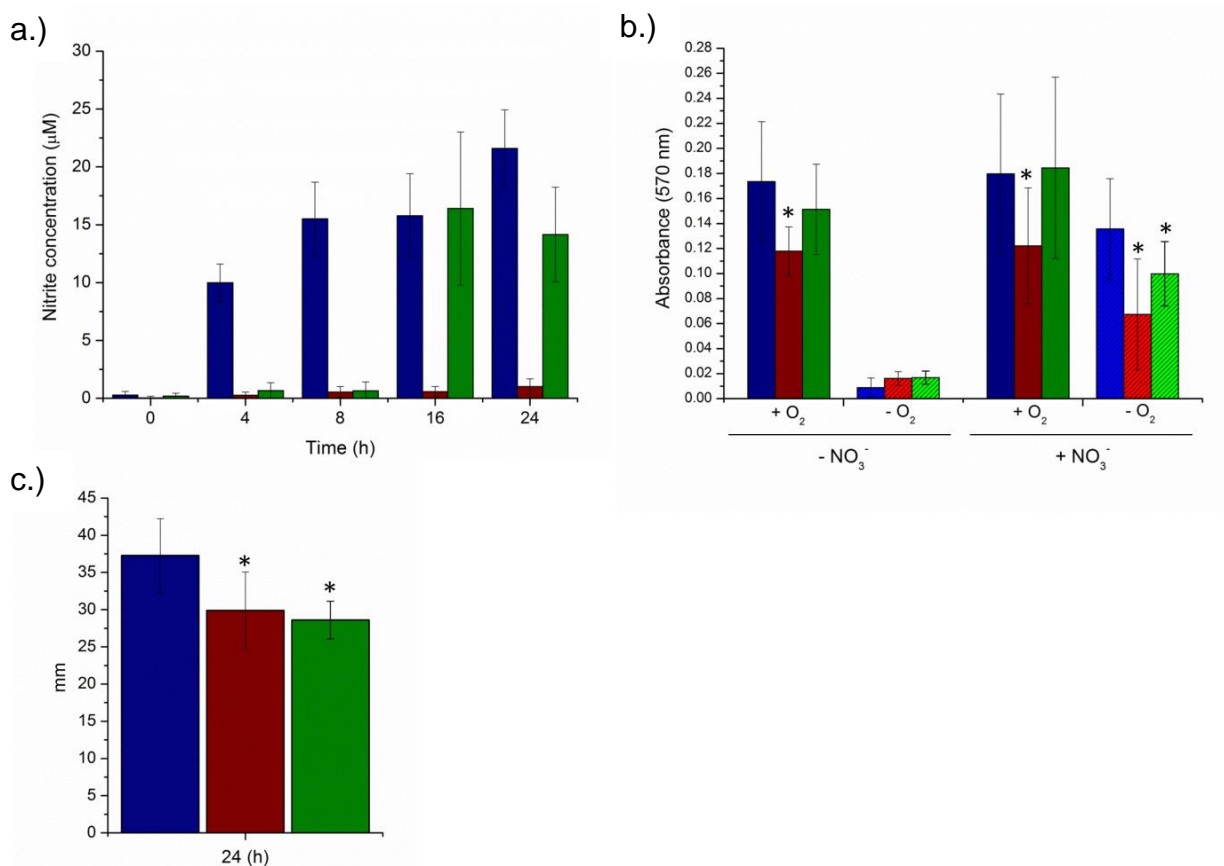 a.)
30
25
20
15
10
5
0
Nitrite concentration (μM)
0 4 8 16 24
Time (h)
b.)
0.28
0.26
0.24
0.22
0.20
0.18
0.16
0.14
0.12
0.10
0.08
0.06
0.04
0.02
0.00
Absorbance (570 nm)
* * * *
+ O₂ - O₂ + O₂ - O₂
- NO₃⁻ + NO₃⁻
c.)
45
40
35
30
25
20
15
10
5
0
mm
* *
24 (h)